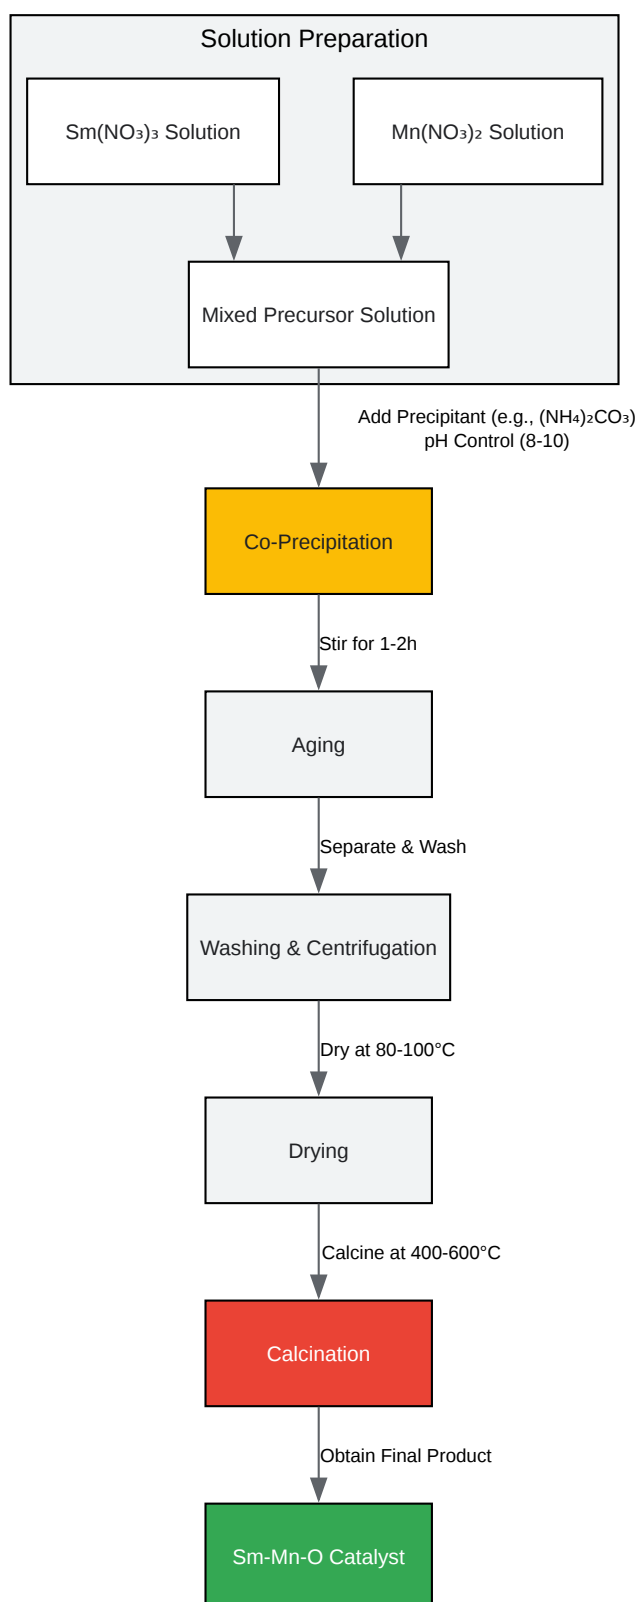 Solution Preparation
Sm(NO₃)₃ Solution
Mn(NO₃)₂ Solution
Mixed Precursor Solution
Add Precipitant (e.g., (NH₄)₂CO₃)
pH Control (8-10)
Co-Precipitation
Stir for 1-2h
Aging
Separate & Wash
Washing & Centrifugation
Dry at 80-100°C
Drying
Calcine at 400-600°C
Calcination
Obtain Final Product
Sm-Mn-O Catalyst